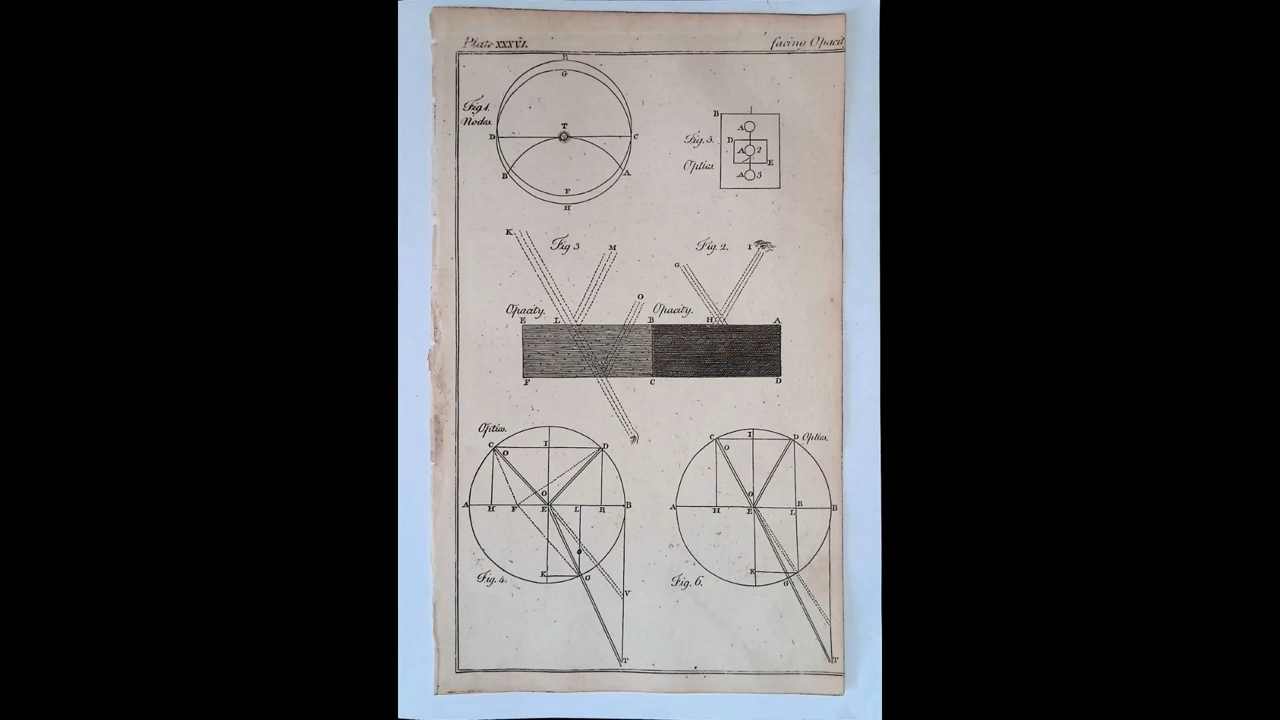 Plate XXXVI.
facing Opacit
Fig 1.
Nodes.
E
G
T
D
C
B
A
F
H
B
A
Fig. 5.
D
A 2
Optics.
E
A 3
K
Fig 3
M
Fig. 2.
I
G
O
Opacity.
Opacity.
E L B H A
F C D
Optics.
C O I D
A H F E O L R B
K G
Fig. 4.
V
T
C O I D
Optics.
O R
A H E L B
K
G
Fig. 6.
T